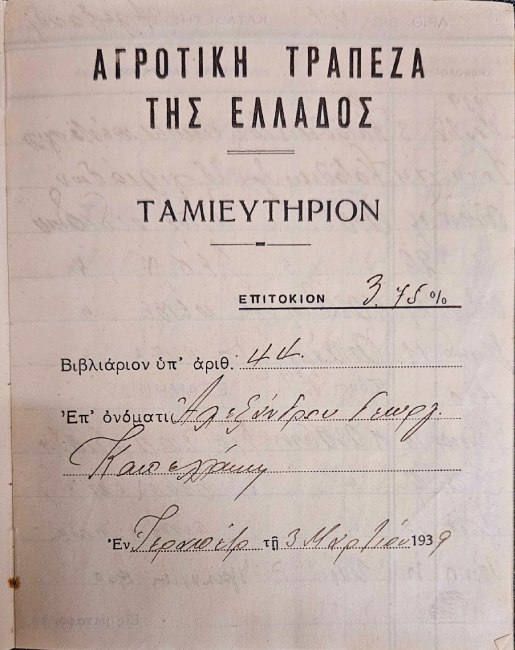 ΑΓΡΟΤΙΚΗ ΤΡΑΠΕΖΑ
ΤΗΣ ΕΛΛΑΔΟΣ
ΤΑΜΙΕΥΤΗΡΙΟΝ
ΕΠΙΤΟΚΙΟΝ 3.75 %
Βιβλιάριον ὑπ' ἀριθ. 44.
Ἐπ' ὀνόματι Αλεξάνδρου Γεωργ.
Ἐν τῇ 3 Μαρτίου 1939